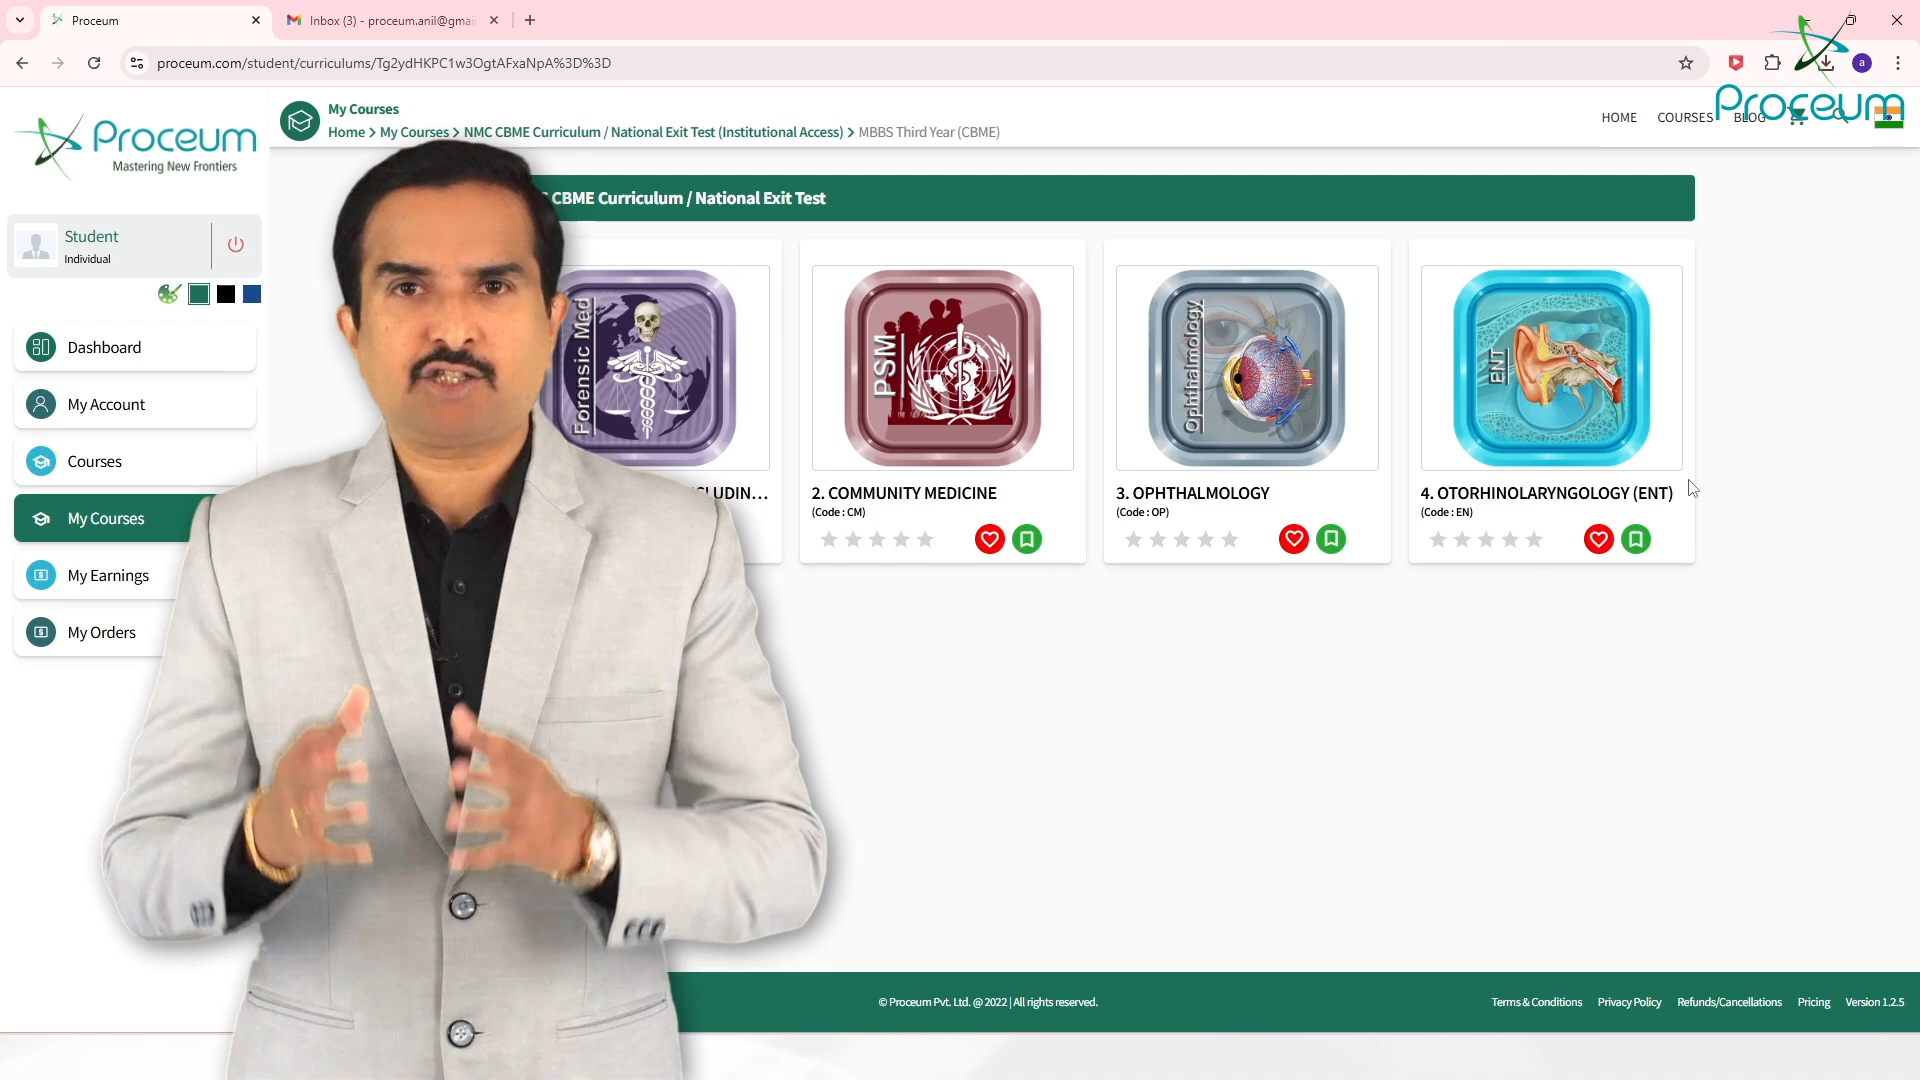 Proceum
Inbox (3) - proceum.anil@gmai
proceum.com/student/curriculums/Tg2ydHKPC1w3OgtAFxaNpA%3D%3D
a
Proceum
Mastering New Frontiers
My Courses
Home > My Courses > NMC CBME Curriculum / National Exit Test (Institutional Access) > MBBS Third Year (CBME)
HOME
COURSES
BLOG
Proceum
CBME Curriculum / National Exit Test
Student
Individual
Dashboard
My Account
Courses
My Courses
My Earnings
My Orders
Forensic Med
PSM
2. COMMUNITY MEDICINE
(Code : CM)
Ophthalmology
3. OPHTHALMOLOGY
(Code : OP)
ENT
4. OTORHINOLARYNGOLOGY (ENT)
(Code : EN)
© Proceum Pvt. Ltd. @ 2022 | All rights reserved.
Terms & Conditions
Privacy Policy
Refunds/Cancellations
Pricing
Version 1.2.5